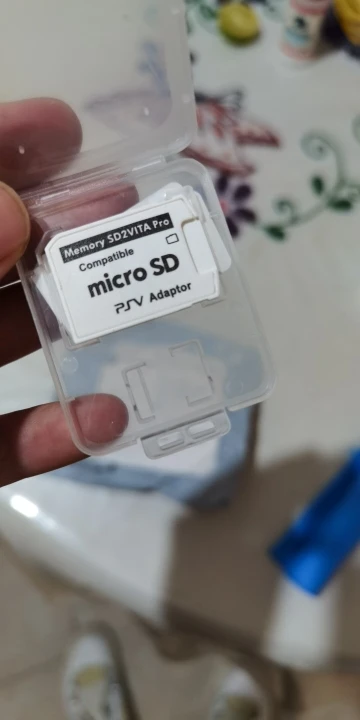 Memory SD2VITA Pro
Compatible
micro SD
PSV Adaptor